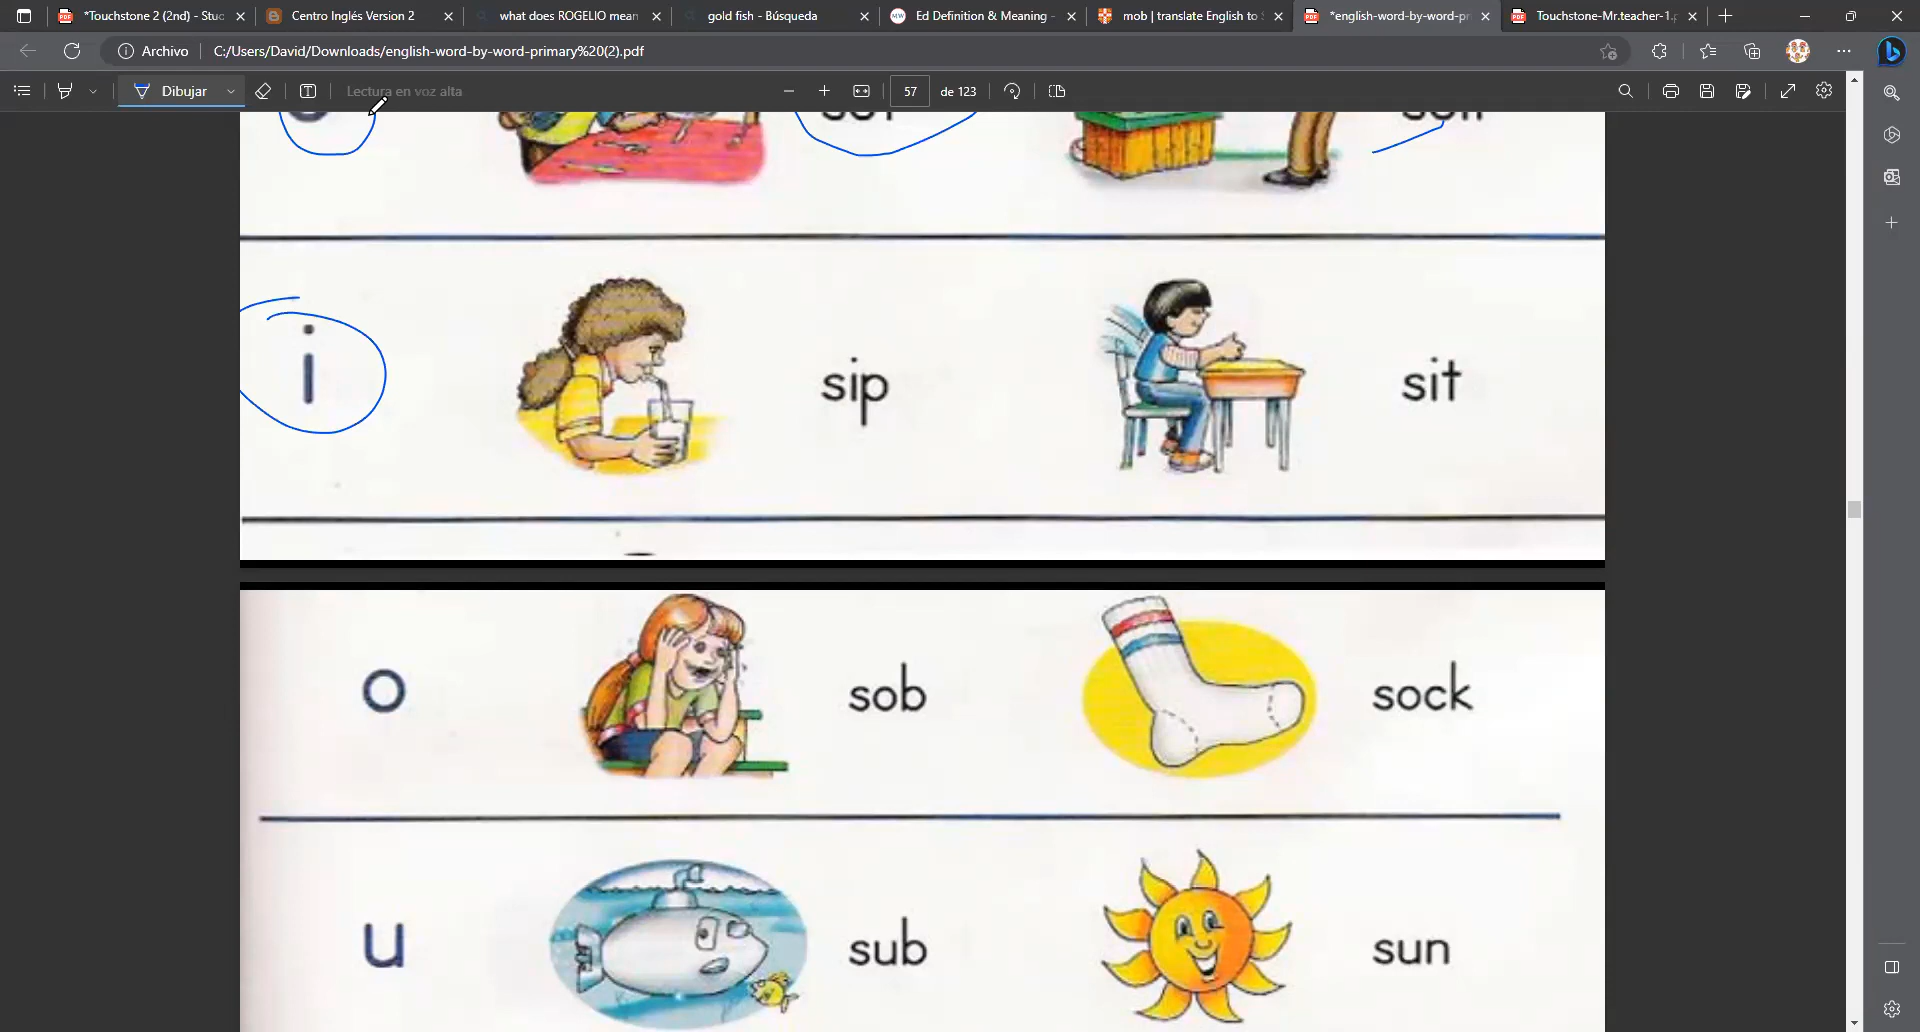 *Touchstone 2 (2nd) - Stuc
Centro Inglés Version 2
what does ROGELIO mean
gold fish - Búsqueda
Ed Definition & Meaning -
mob | translate English to S
*english-word-by-word-pr
Touchstone-Mr.teacher-1.p
Archivo
C:/Users/David/Downloads/english-word-by-word-primary%20(2).pdf
Dibujar
Lectura en voz alta
57
de 123
i
sip
sit
o
sob
sock
u
sub
sun